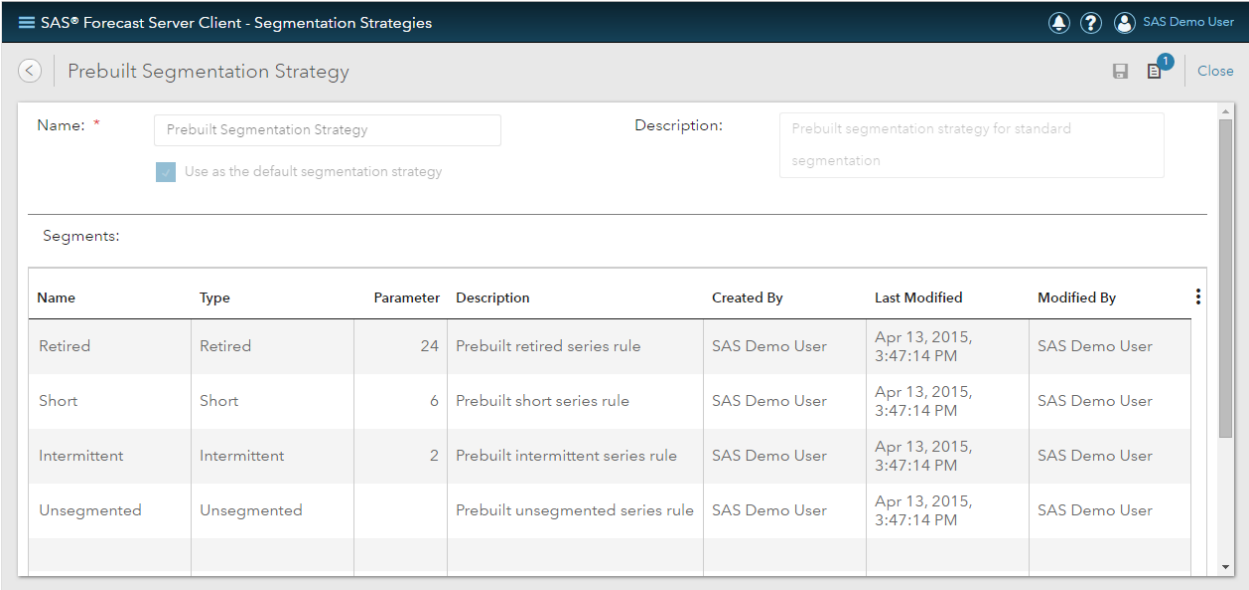 SAS® Forecast Server Client - Segmentation Strategies
? SAS Demo User
Prebuilt Segmentation Strategy
1 Close
Name: * Prebuilt Segmentation Strategy
Description: Prebuilt segmentation strategy for standard
segmentation
Use as the default segmentation strategy
Segments:
Name Type Parameter Description Created By Last Modified Modified By
Retired Retired 24 Prebuilt retired series rule SAS Demo User Apr 13, 2015, SAS Demo User
3:47:14 PM
Short Short 6 Prebuilt short series rule SAS Demo User Apr 13, 2015, SAS Demo User
3:47:14 PM
Intermittent Intermittent 2 Prebuilt intermittent series rule SAS Demo User Apr 13, 2015, SAS Demo User
3:47:14 PM
Unsegmented Unsegmented Prebuilt unsegmented series rule SAS Demo User Apr 13, 2015, SAS Demo User
3:47:14 PM